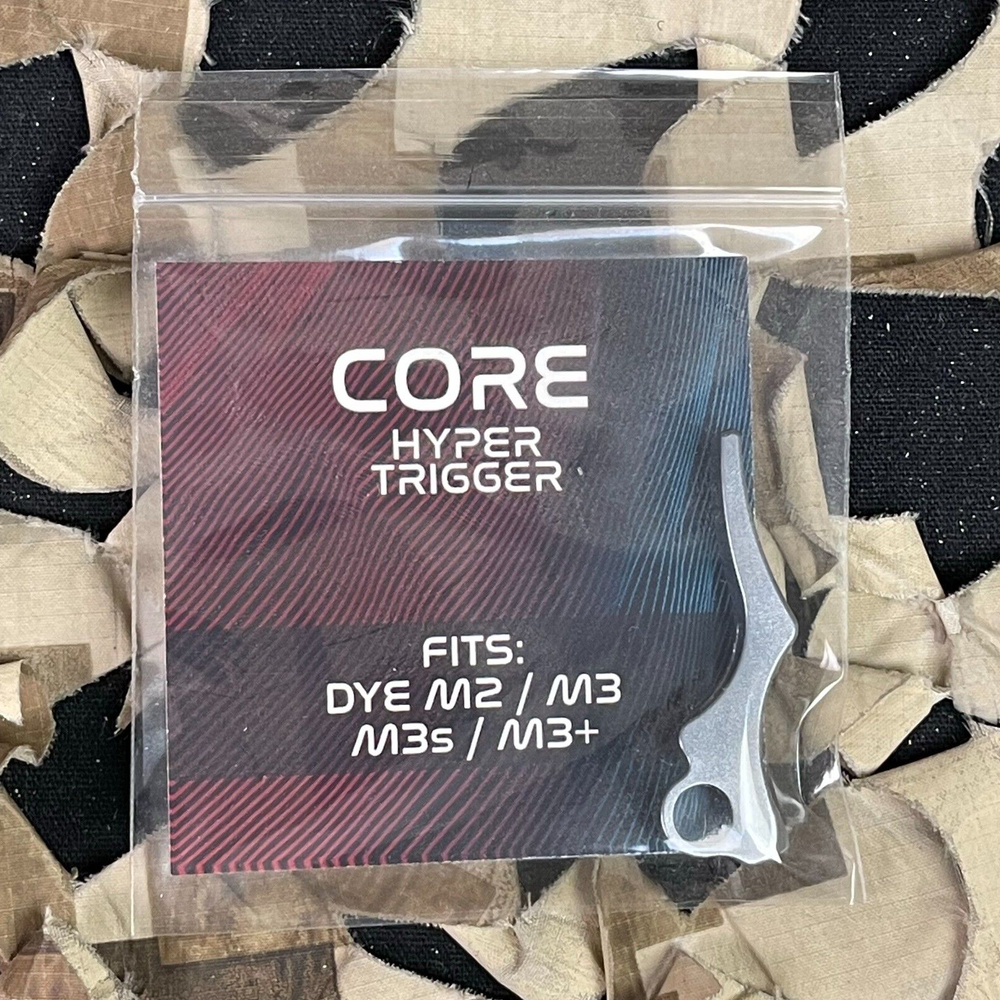 CORE
HYPER
TRIGGER
FITS:
DYE M2 / M3
M3s / M3+